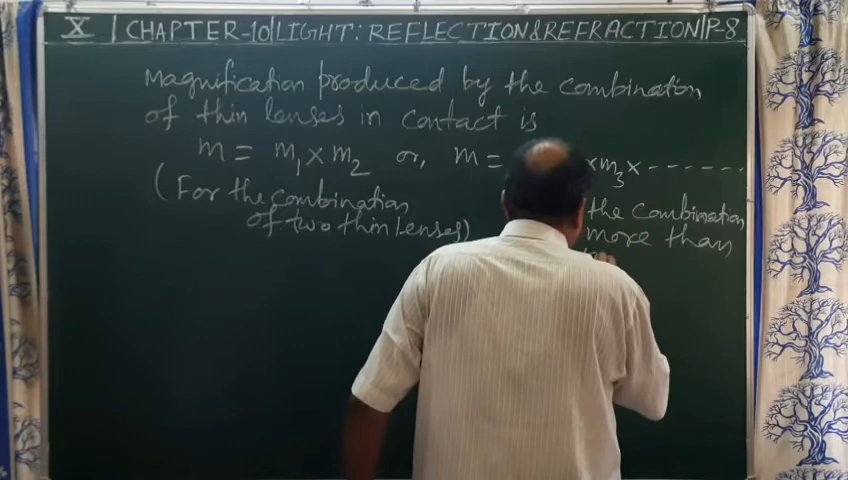 X | CHAPTER-10 | LIGHT: REFLECTION & REFRACTION | P-8
Magnification produced by the combination
of thin lenses in contact is
m = m₁ × m₂ or, m = × m₃ × -------
(For the combination
of two thin lenses)
the combination
more than